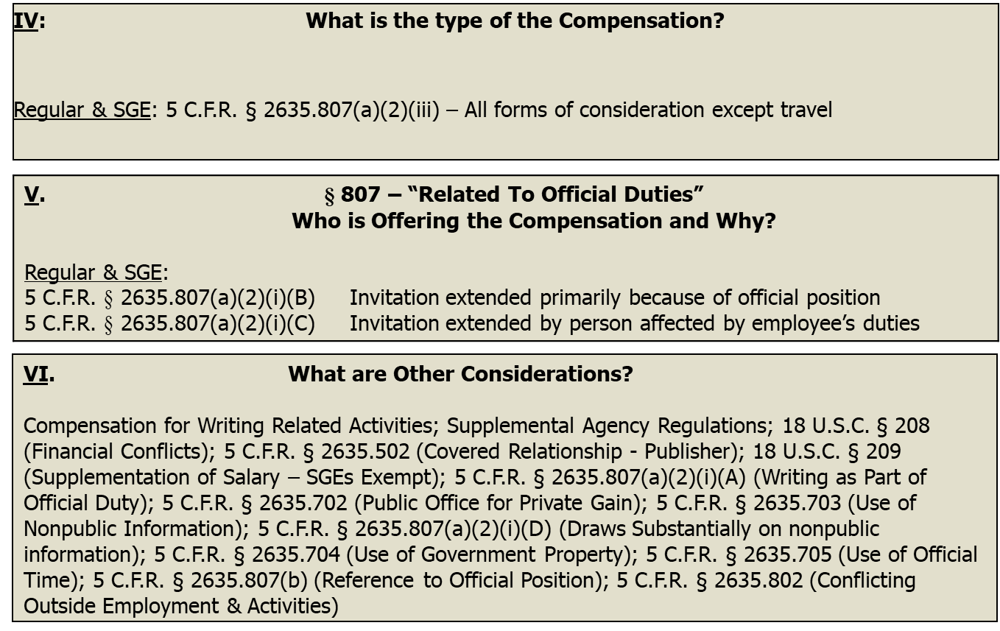 IV: What is the type of the Compensation?
Regular & SGE: 5 C.F.R. § 2635.807(a)(2)(iii) – All forms of consideration except travel
V. § 807 – “Related To Official Duties”
Who is Offering the Compensation and Why?
Regular & SGE:
5 C.F.R. § 2635.807(a)(2)(i)(B) Invitation extended primarily because of official position
5 C.F.R. § 2635.807(a)(2)(i)(C) Invitation extended by person affected by employee’s duties
VI. What are Other Considerations?
Compensation for Writing Related Activities; Supplemental Agency Regulations; 18 U.S.C. § 208
(Financial Conflicts); 5 C.F.R. § 2635.502 (Covered Relationship - Publisher); 18 U.S.C. § 209
(Supplementation of Salary – SGEs Exempt); 5 C.F.R. § 2635.807(a)(2)(i)(A) (Writing as Part of
Official Duty); 5 C.F.R. § 2635.702 (Public Office for Private Gain); 5 C.F.R. § 2635.703 (Use of
Nonpublic Information); 5 C.F.R. § 2635.807(a)(2)(i)(D) (Draws Substantially on nonpublic
information); 5 C.F.R. § 2635.704 (Use of Government Property); 5 C.F.R. § 2635.705 (Use of Official
Time); 5 C.F.R. § 2635.807(b) (Reference to Official Position); 5 C.F.R. § 2635.802 (Conflicting
Outside Employment & Activities)